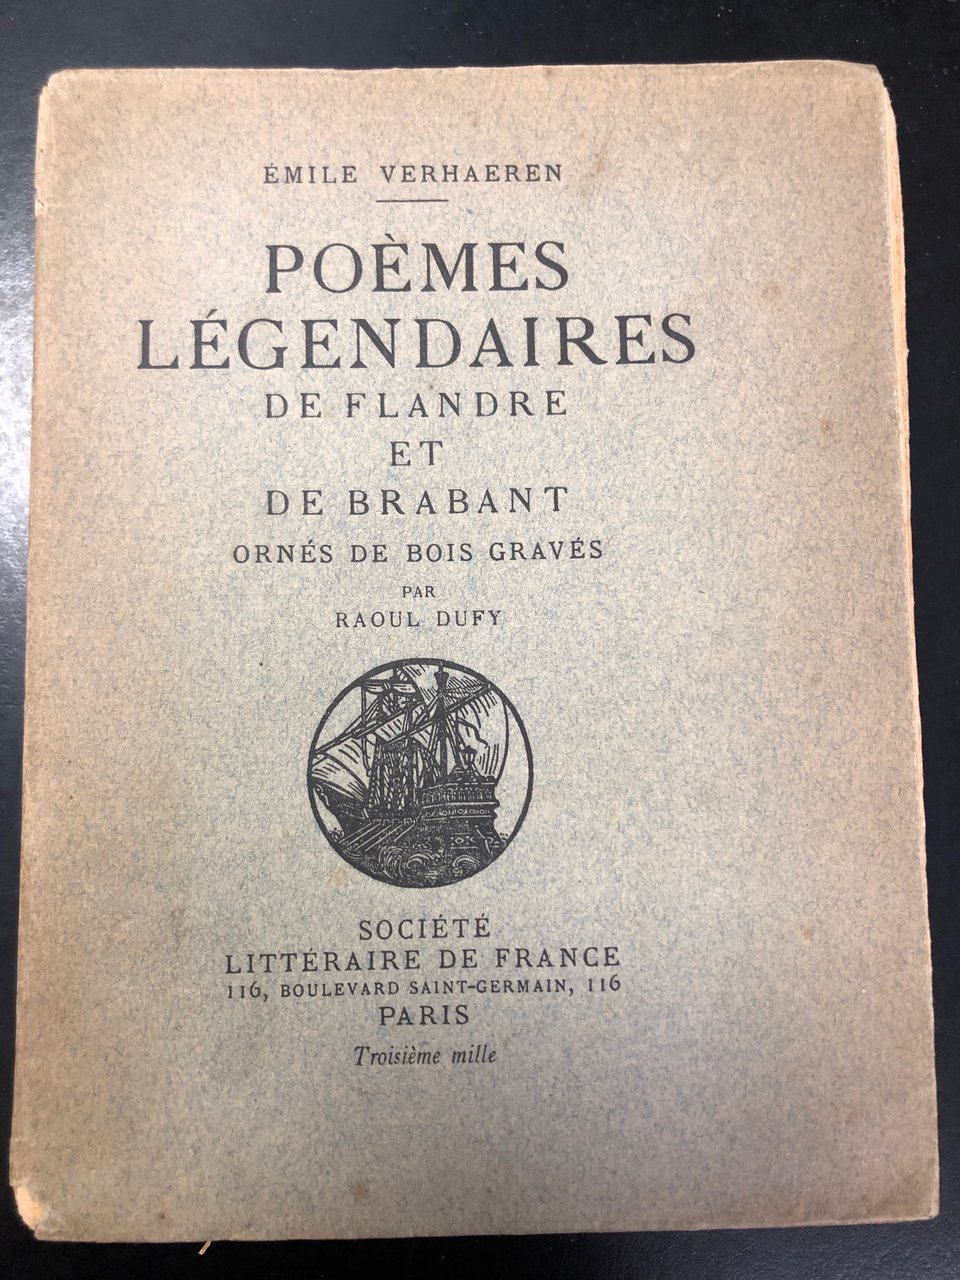 ÉMILE VERHAEREN
POÈMES
LÉGENDAIRES
DE FLANDRE
ET
DE BRABANT
ORNÉS DE BOIS GRAVÉS
PAR
RAOUL DUFY
SOCIÉTÉ
LITTÉRAIRE DE FRANCE
116, BOULEVARD SAINT-GERMAIN, 116
PARIS
Troisième mille